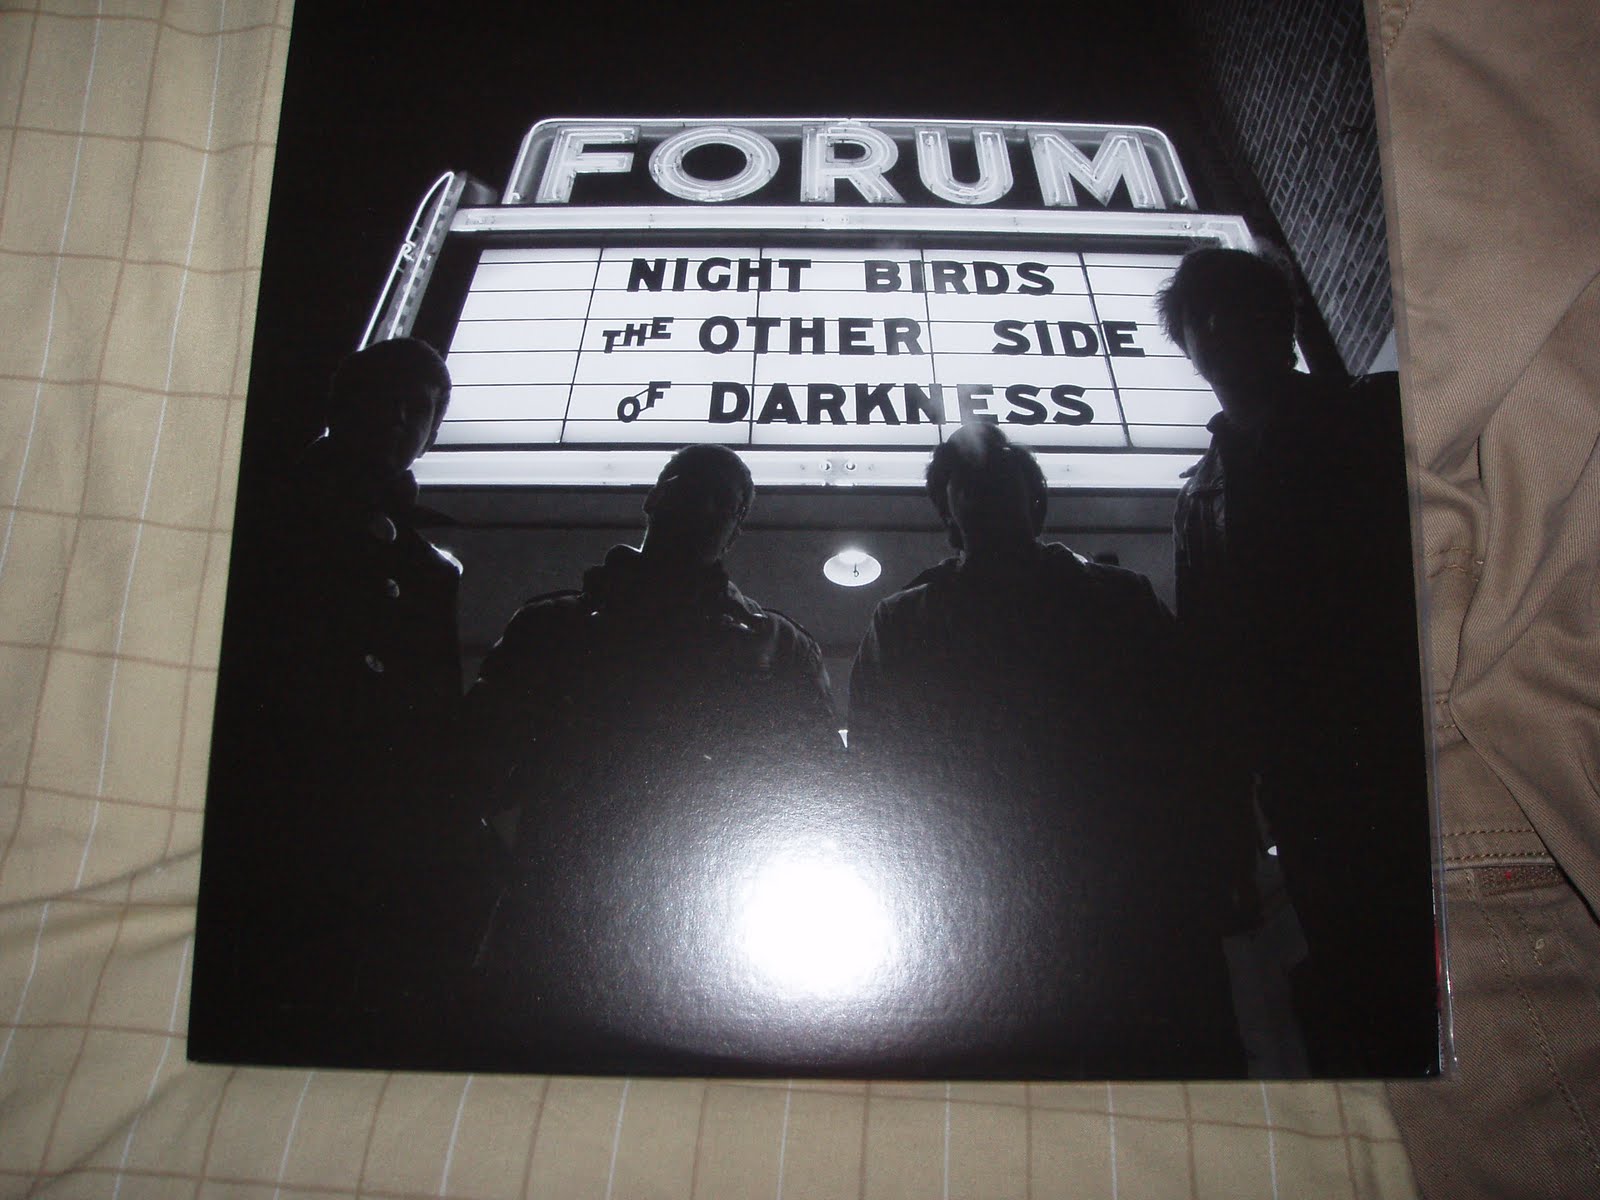 FORUM
NIGHT BIRDS
THE OTHER SIDE
OF DARKNESS